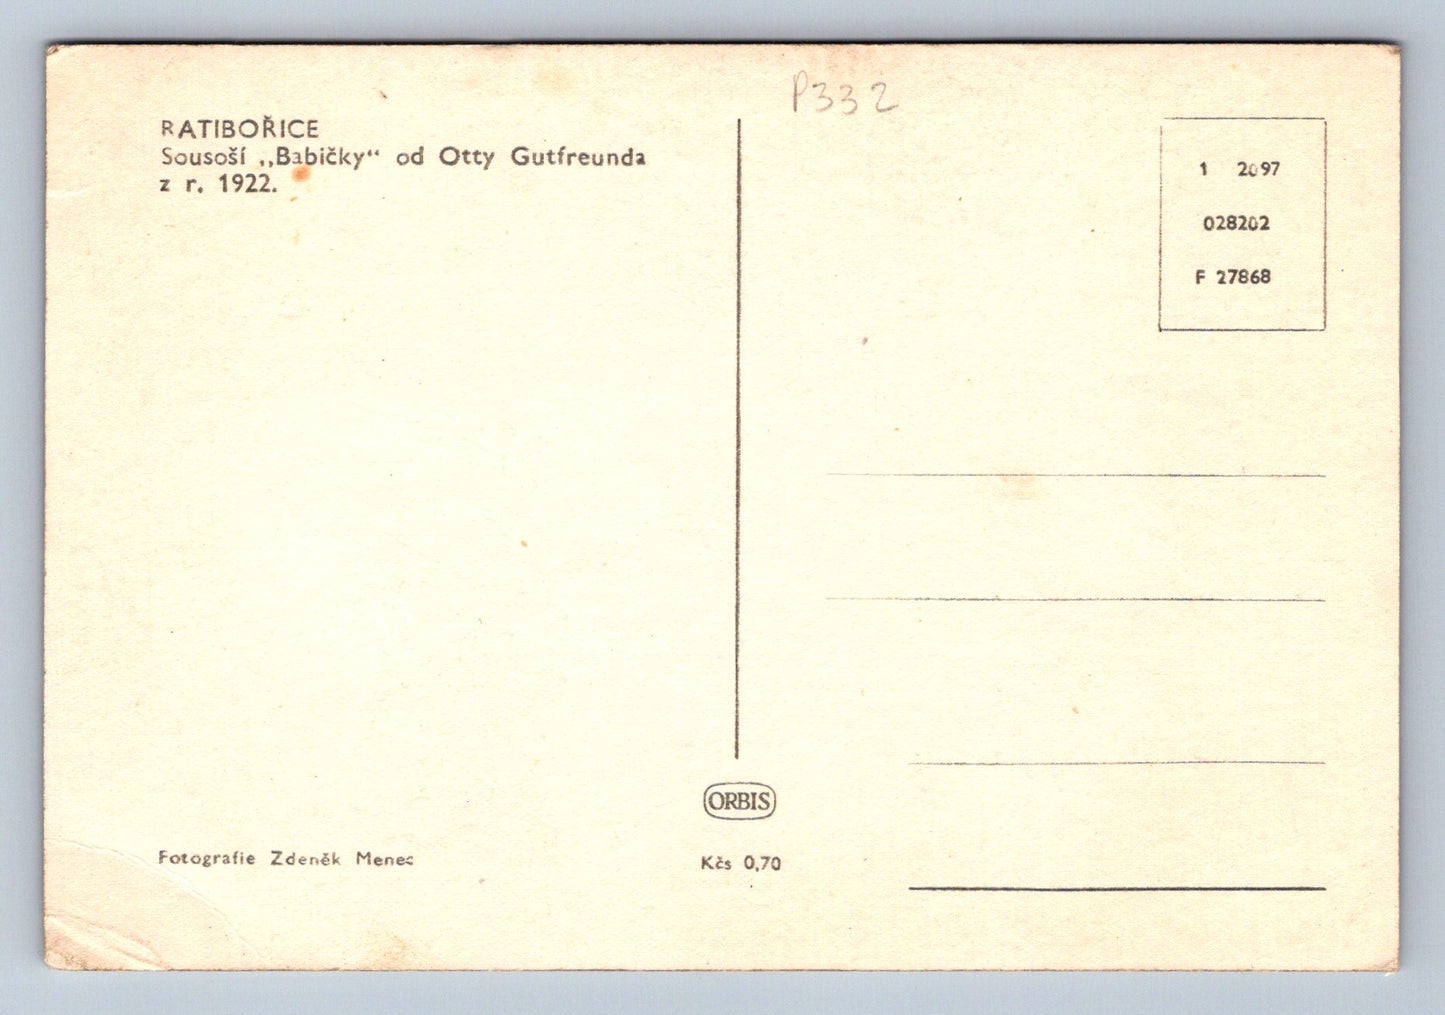 P332
RATIBOŘICE
Sousoší „Babičky“ od Otty Gutfreunda
z r. 1922.
1 2097
028202
F 27868
ORBIS
Fotografie Zdeněk Menec
Kčs 0,70